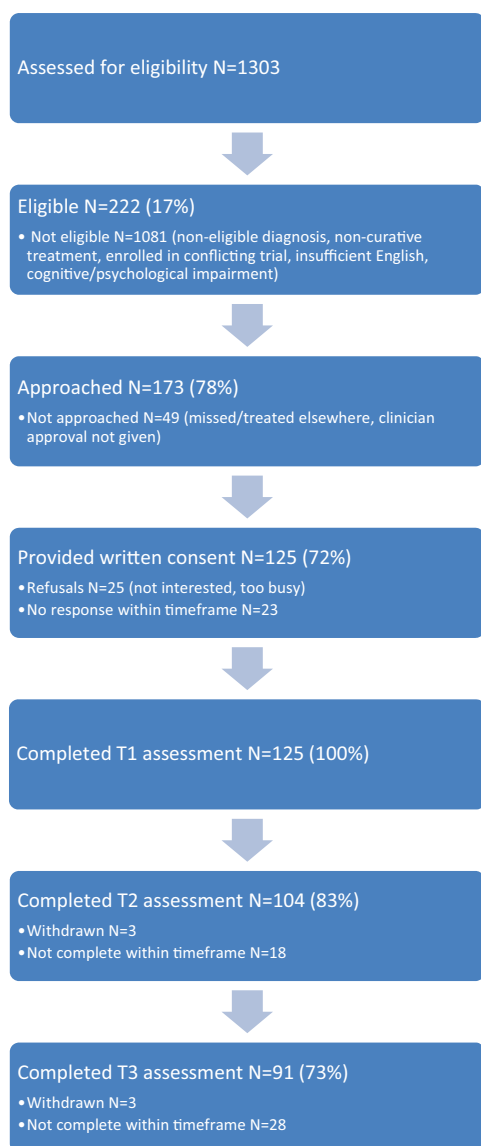 Assessed for eligibility N=1303
Eligible N=222 (17%)
• Not eligible N=1081 (non-eligible diagnosis, non-curative
treatment, enrolled in conflicting trial, insufficient English,
cognitive/psychological impairment)
Approached N=173 (78%)
•Not approached N=49 (missed/treated elsewhere, clinician
approval not given)
Provided written consent N=125 (72%)
•Refusals N=25 (not interested, too busy)
•No response within timeframe N=23
Completed T1 assessment N=125 (100%)
Completed T2 assessment N=104 (83%)
•Withdrawn N=3
•Not complete within timeframe N=18
Completed T3 assessment N=91 (73%)
•Withdrawn N=3
•Not complete within timeframe N=28